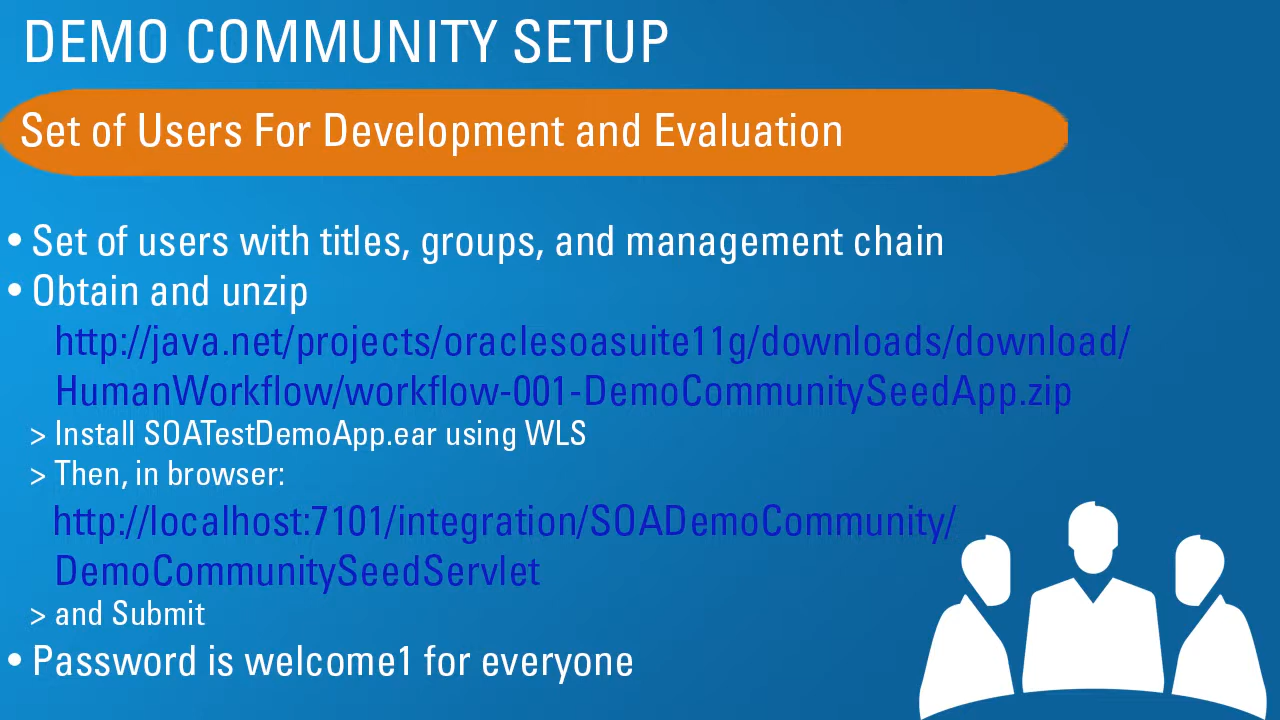 DEMO COMMUNITY SETUP
Set of Users For Development and Evaluation
• Set of users with titles, groups, and management chain
• Obtain and unzip
http://java.net/projects/oraclesoasuite11g/downloads/download/
HumanWorkflow/workflow-001-DemoCommunitySeedApp.zip
> Install SOATestDemoApp.ear using WLS
> Then, in browser:
http://localhost:7101/integration/SOADemoCommunity/
DemoCommunitySeedServlet
> and Submit
• Password is welcome1 for everyone